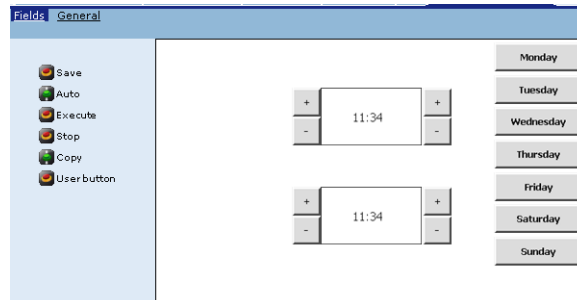 Fields General
Save
Auto
Execute
Stop
Copy
User button
+ 11:34 +
- -
+ 11:34 +
- -
Monday
Tuesday
Wednesday
Thursday
Friday
Saturday
Sunday